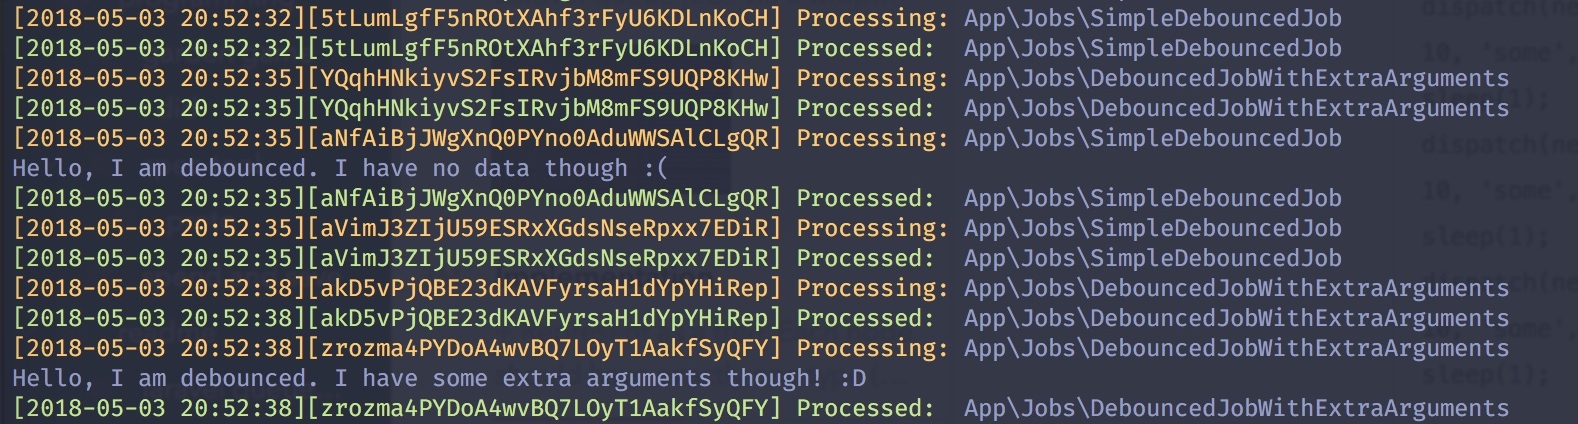 [2018-05-03 20:52:32][5tLumLgfF5nROtXAhf3rFyU6KDLnKoCH] Processing: App\Jobs\SimpleDebouncedJob
[2018-05-03 20:52:32][5tLumLgfF5nROtXAhf3rFyU6KDLnKoCH] Processed:  App\Jobs\SimpleDebouncedJob
[2018-05-03 20:52:35][YQqhHNkiyvS2FsIRvjbM8mFS9UQP8KHw] Processing: App\Jobs\DebouncedJobWithExtraArguments
[2018-05-03 20:52:35][YQqhHNkiyvS2FsIRvjbM8mFS9UQP8KHw] Processed:  App\Jobs\DebouncedJobWithExtraArguments
[2018-05-03 20:52:35][aNfAiBjJWgXnQ0PYno0AduWWSAlCLgQR] Processing: App\Jobs\SimpleDebouncedJob
Hello, I am debounced. I have no data though :(
[2018-05-03 20:52:35][aNfAiBjJWgXnQ0PYno0AduWWSAlCLgQR] Processed:  App\Jobs\SimpleDebouncedJob
[2018-05-03 20:52:35][aVimJ3ZIjU59ESRxXGdsNseRpxx7EDiR] Processing: App\Jobs\SimpleDebouncedJob
[2018-05-03 20:52:35][aVimJ3ZIjU59ESRxXGdsNseRpxx7EDiR] Processed:  App\Jobs\SimpleDebouncedJob
[2018-05-03 20:52:38][akD5vPjQBE23dKAVFyrsaH1dYpYHiRep] Processing: App\Jobs\DebouncedJobWithExtraArguments
[2018-05-03 20:52:38][akD5vPjQBE23dKAVFyrsaH1dYpYHiRep] Processed:  App\Jobs\DebouncedJobWithExtraArguments
[2018-05-03 20:52:38][zrozma4PYDoA4wvBQ7LOyT1AakfSyQFY] Processing: App\Jobs\DebouncedJobWithExtraArguments
Hello, I am debounced. I have some extra arguments though! :D
[2018-05-03 20:52:38][zrozma4PYDoA4wvBQ7LOyT1AakfSyQFY] Processed:  App\Jobs\DebouncedJobWithExtraArguments